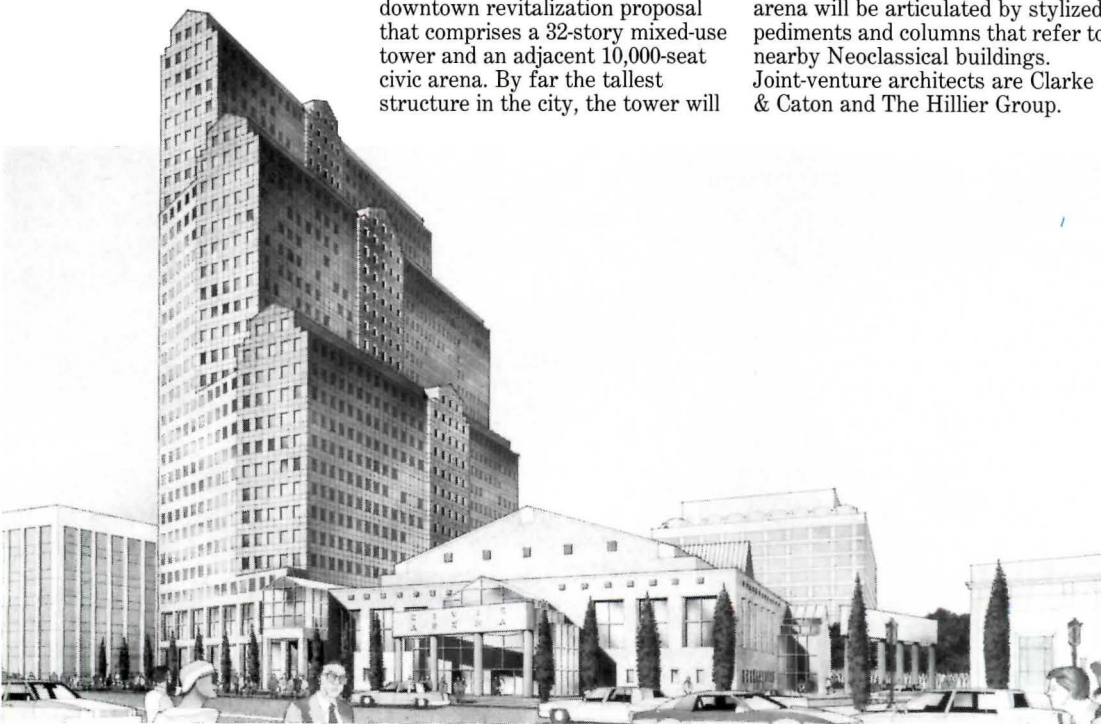 downtown revitalization proposal
that comprises a 32-story mixed-use
tower and an adjacent 10,000-seat
civic arena. By far the tallest
structure in the city, the tower will
arena will be articulated by stylized
pediments and columns that refer to
nearby Neoclassical buildings.
Joint-venture architects are Clarke
& Caton and The Hillier Group.
CIVIC
ARENA